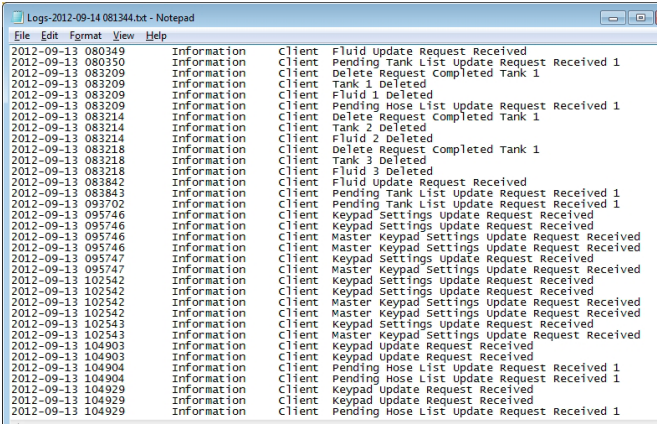 Logs-2012-09-14 081344.txt - Notepad
File Edit Format View Help
2012-09-13 080349 Information Client Fluid Update Request Received
2012-09-13 080350 Information Client Pending Tank List Update Request Received 1
2012-09-13 083209 Information Client Delete Request Completed Tank 1
2012-09-13 083209 Information Client Tank 1 Deleted
2012-09-13 083209 Information Client Fluid 1 Deleted
2012-09-13 083209 Information Client Pending Hose List Update Request Received 1
2012-09-13 083214 Information Client Delete Request Completed Tank 1
2012-09-13 083214 Information Client Tank 2 Deleted
2012-09-13 083214 Information Client Fluid 2 Deleted
2012-09-13 083218 Information Client Delete Request Completed Tank 1
2012-09-13 083218 Information Client Tank 3 Deleted
2012-09-13 083218 Information Client Fluid 3 Deleted
2012-09-13 083842 Information Client Fluid Update Request Received
2012-09-13 083843 Information Client Pending Tank List Update Request Received 1
2012-09-13 093702 Information Client Pending Tank List Update Request Received 1
2012-09-13 095746 Information Client Keypad Settings Update Request Received
2012-09-13 095746 Information Client Keypad Settings Update Request Received
2012-09-13 095746 Information Client Master Keypad Settings Update Request Received
2012-09-13 095746 Information Client Master Keypad Settings Update Request Received
2012-09-13 095747 Information Client Keypad Settings Update Request Received
2012-09-13 095747 Information Client Master Keypad Settings Update Request Received
2012-09-13 102542 Information Client Keypad Settings Update Request Received
2012-09-13 102542 Information Client Keypad Settings Update Request Received
2012-09-13 102542 Information Client Master Keypad Settings Update Request Received
2012-09-13 102542 Information Client Master Keypad Settings Update Request Received
2012-09-13 102543 Information Client Keypad Settings Update Request Received
2012-09-13 102543 Information Client Master Keypad Settings Update Request Received
2012-09-13 104903 Information Client Keypad Update Request Received
2012-09-13 104903 Information Client Keypad Update Request Received
2012-09-13 104904 Information Client Pending Hose List Update Request Received 1
2012-09-13 104904 Information Client Pending Hose List Update Request Received 1
2012-09-13 104929 Information Client Keypad Update Request Received
2012-09-13 104929 Information Client Keypad Update Request Received
2012-09-13 104929 Information Client Pending Hose List Update Request Received 1